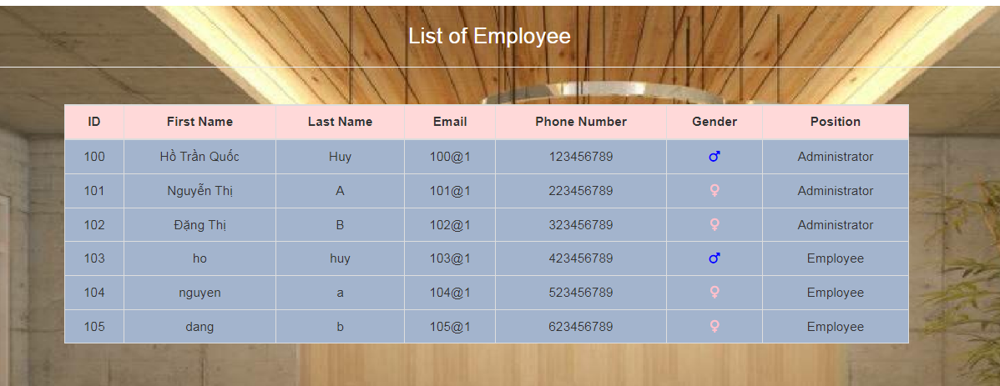 List of Employee
ID First Name Last Name Email Phone Number Gender Position
100 Hồ Trần Quốc Huy 100@1 123456789 ♂ Administrator
101 Nguyễn Thị A 101@1 223456789 ♀ Administrator
102 Đặng Thị B 102@1 323456789 ♀ Administrator
103 ho huy 103@1 423456789 ♂ Employee
104 nguyen a 104@1 523456789 ♀ Employee
105 dang b 105@1 623456789 ♀ Employee